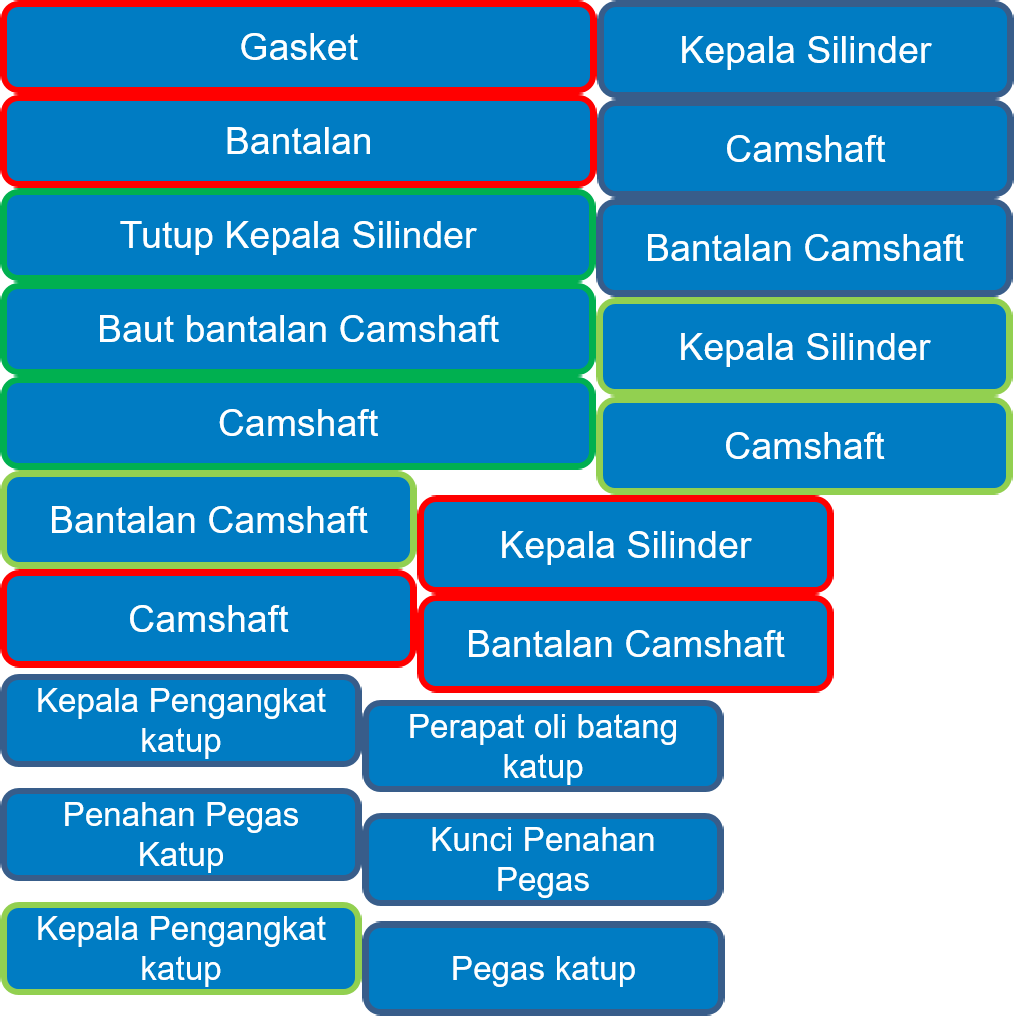 Gasket
Kepala Silinder
Bantalan
Camshaft
Tutup Kepala Silinder
Bantalan Camshaft
Baut bantalan Camshaft
Kepala Silinder
Camshaft
Camshaft
Bantalan Camshaft
Kepala Silinder
Camshaft
Bantalan Camshaft
Kepala Pengangkat
katup
Perapat oli batang
katup
Penahan Pegas
Katup
Kunci Penahan
Pegas
Kepala Pengangkat
katup
Pegas katup